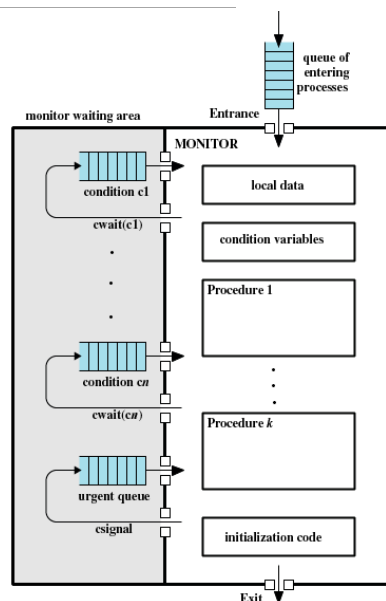 queue of
entering
processes
Entrance
monitor waiting area
MONITOR
condition c1
cwait(c1)
local data
condition variables
Procedure 1
condition cn
cwait(cn)
Procedure k
urgent queue
csignal
initialization code
Exit